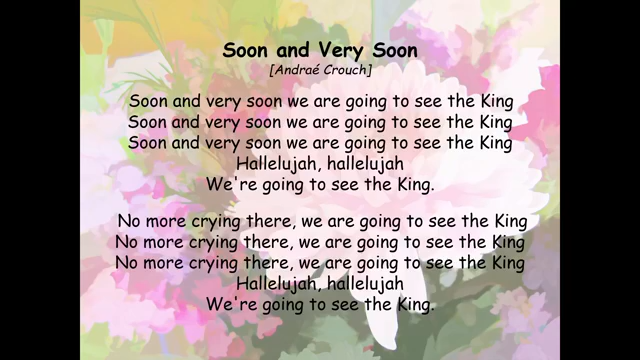 Soon and Very Soon
[Andraé Crouch]
Soon and very soon we are going to see the King
Soon and very soon we are going to see the King
Soon and very soon we are going to see the King
Hallelujah, hallelujah
We're going to see the King.
No more crying there, we are going to see the King
No more crying there, we are going to see the King
No more crying there, we are going to see the King
Hallelujah, hallelujah
We're going to see the King.